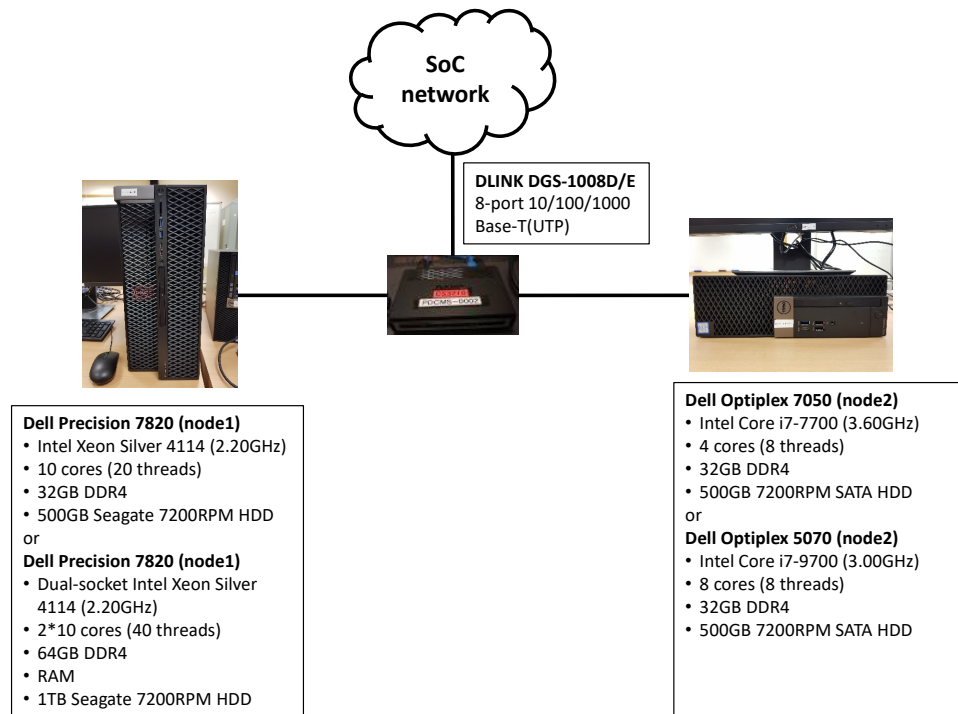 SoC
network
DLINK DGS-1008D/E
8-port 10/100/1000
Base-T(UTP)
PDCMS-0002
Dell Precision 7820 (node1)
• Intel Xeon Silver 4114 (2.20GHz)
• 10 cores (20 threads)
• 32GB DDR4
• 500GB Seagate 7200RPM HDD
or
Dell Precision 7820 (node1)
• Dual-socket Intel Xeon Silver
4114 (2.20GHz)
• 2*10 cores (40 threads)
• 64GB DDR4
• RAM
• 1TB Seagate 7200RPM HDD
Dell Optiplex 7050 (node2)
• Intel Core i7-7700 (3.60GHz)
• 4 cores (8 threads)
• 32GB DDR4
• 500GB 7200RPM SATA HDD
or
Dell Optiplex 5070 (node2)
• Intel Core i7-9700 (3.00GHz)
• 8 cores (8 threads)
• 32GB DDR4
• 500GB 7200RPM SATA HDD